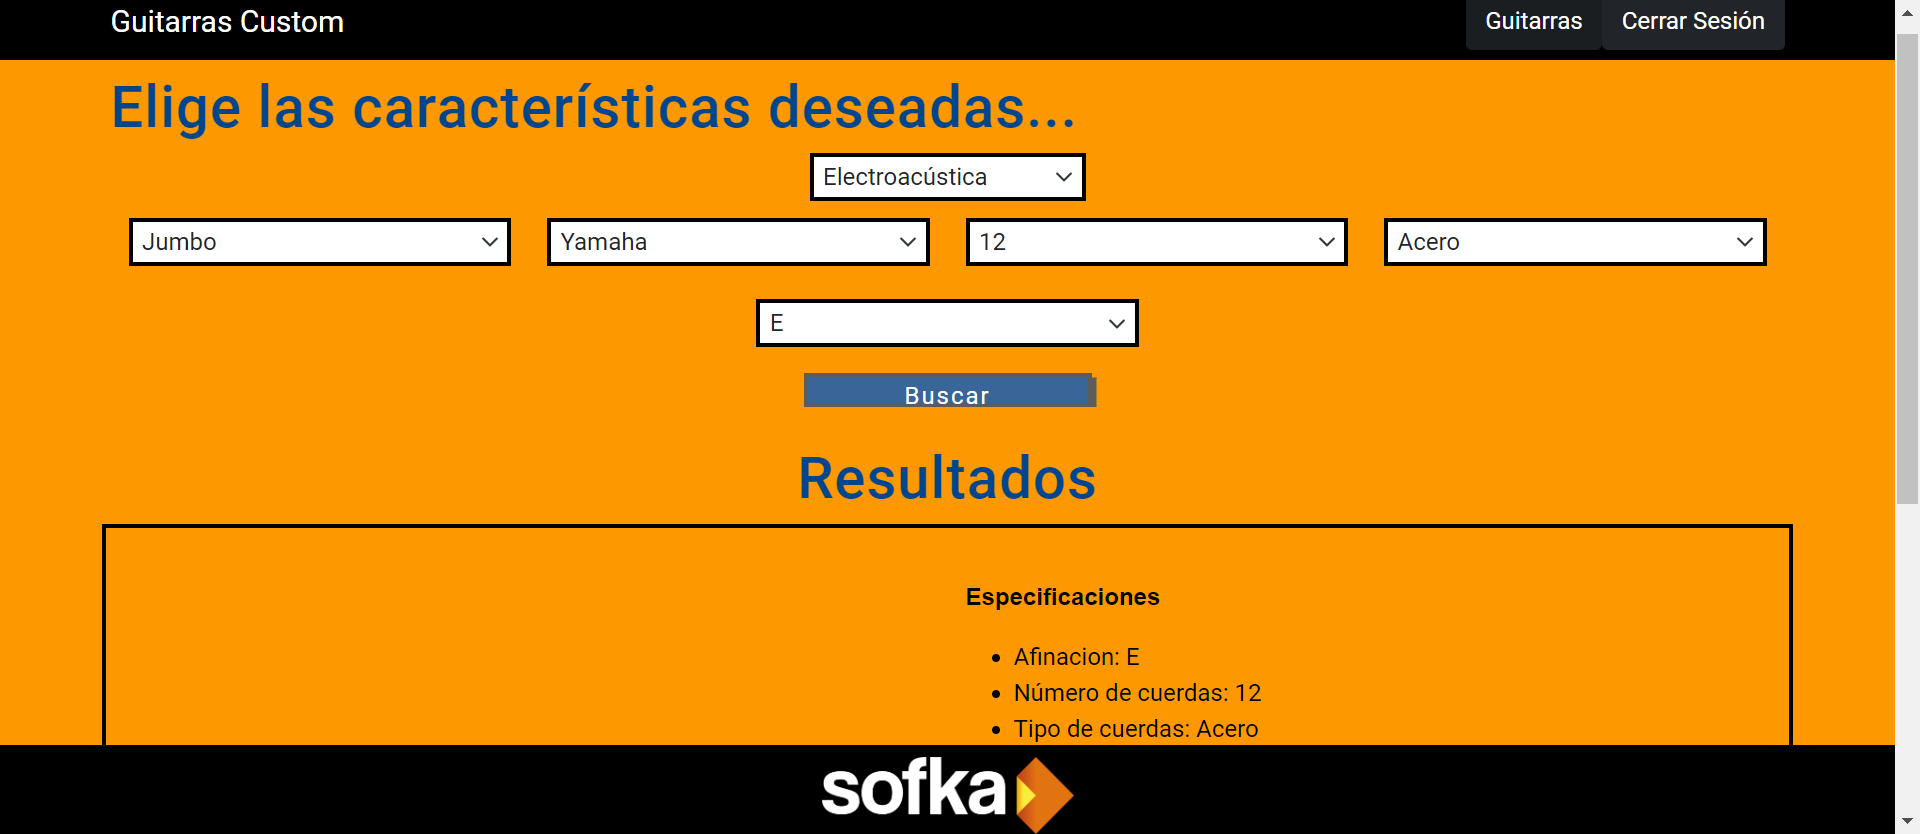 Guitarras Custom
Guitarras
Cerrar Sesión
Elige las características deseadas...
Electroacústica
Jumbo
Yamaha
12
Acero
E
Buscar
Resultados
Especificaciones
Afinacion: E
Número de cuerdas: 12
Tipo de cuerdas: Acero
sofka